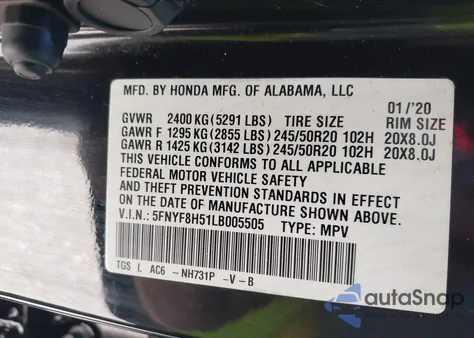 MFD. BY HONDA MFG. OF ALABAMA, LLC
01/'20
GVWR 2400 KG(5291 LBS) TIRE SIZE RIM SIZE
GAWR F 1295 KG(2855 LBS)245/50R20 102H 20X8.0J
GAWR R 1425 KG(3142 LBS)245/50R20 102H 20X8.0J
THIS VEHICLE CONFORMS TO ALL APPLICABLE
FEDERAL MOTOR VEHICLE SAFETY
AND THEFT PREVENTION STANDARDS IN EFFECT
ON THE DATE OF MANUFACTURE SHOWN ABOVE.
V.I.N.: 5FNYF8H51LB005505 TYPE: MPV
TGS L AC6 -NH731P -V -B
autoSnap